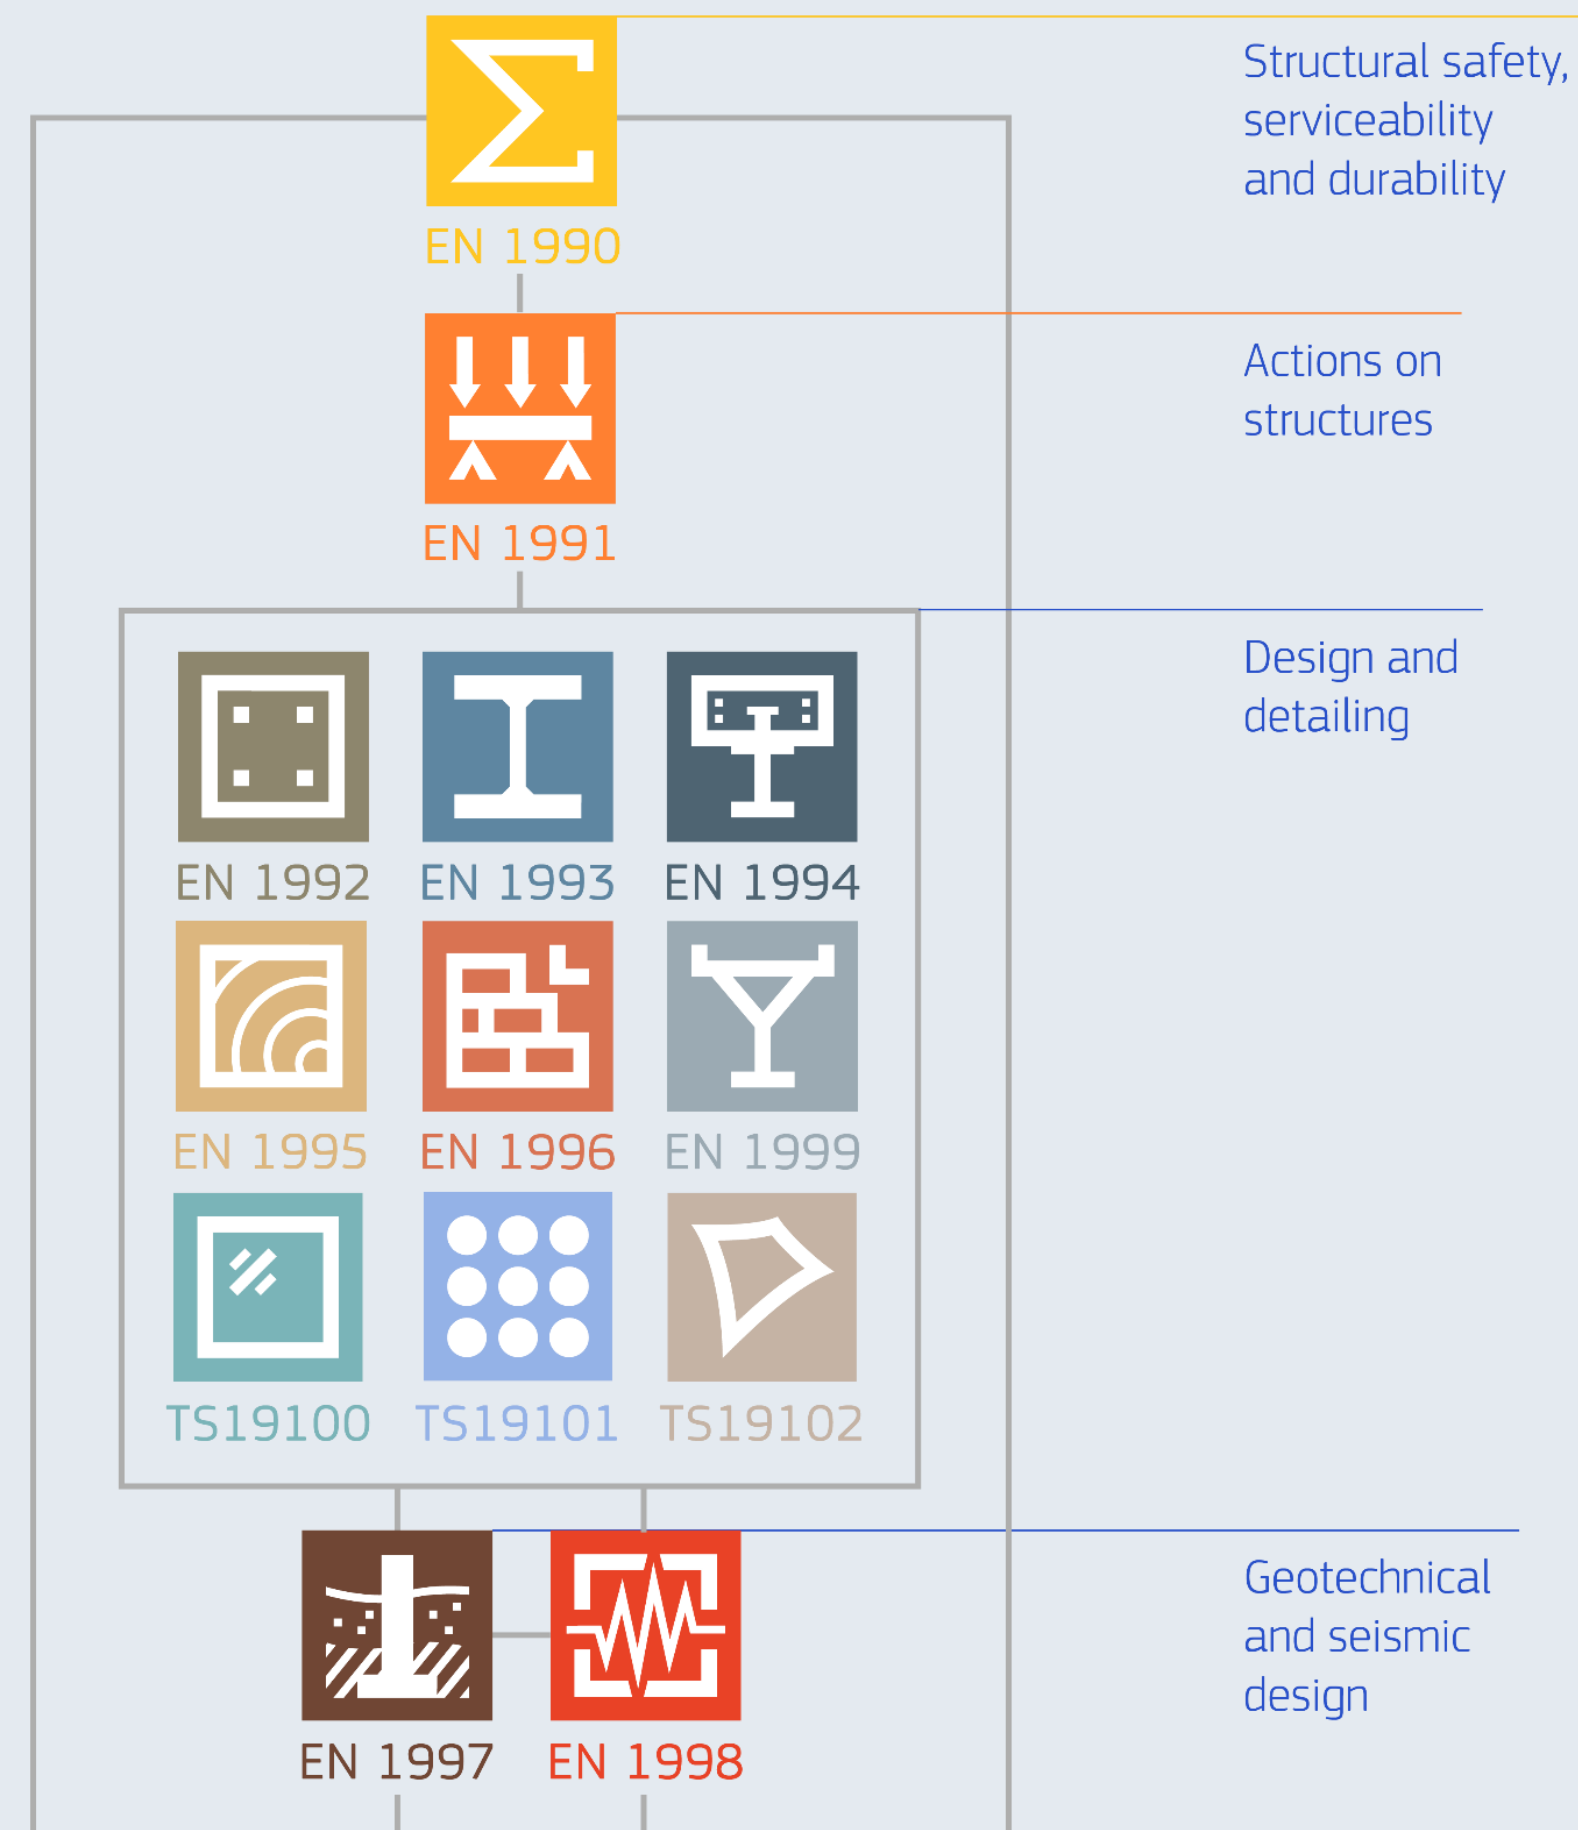 Structural safety,
serviceability
and durability
EN 1990
Actions on
structures
EN 1991
Design and
detailing
EN 1992 EN 1993 EN 1994
EN 1995 EN 1996 EN 1999
TS19100 TS19101 TS19102
Geotechnical
and seismic
design
EN 1997 EN 1998